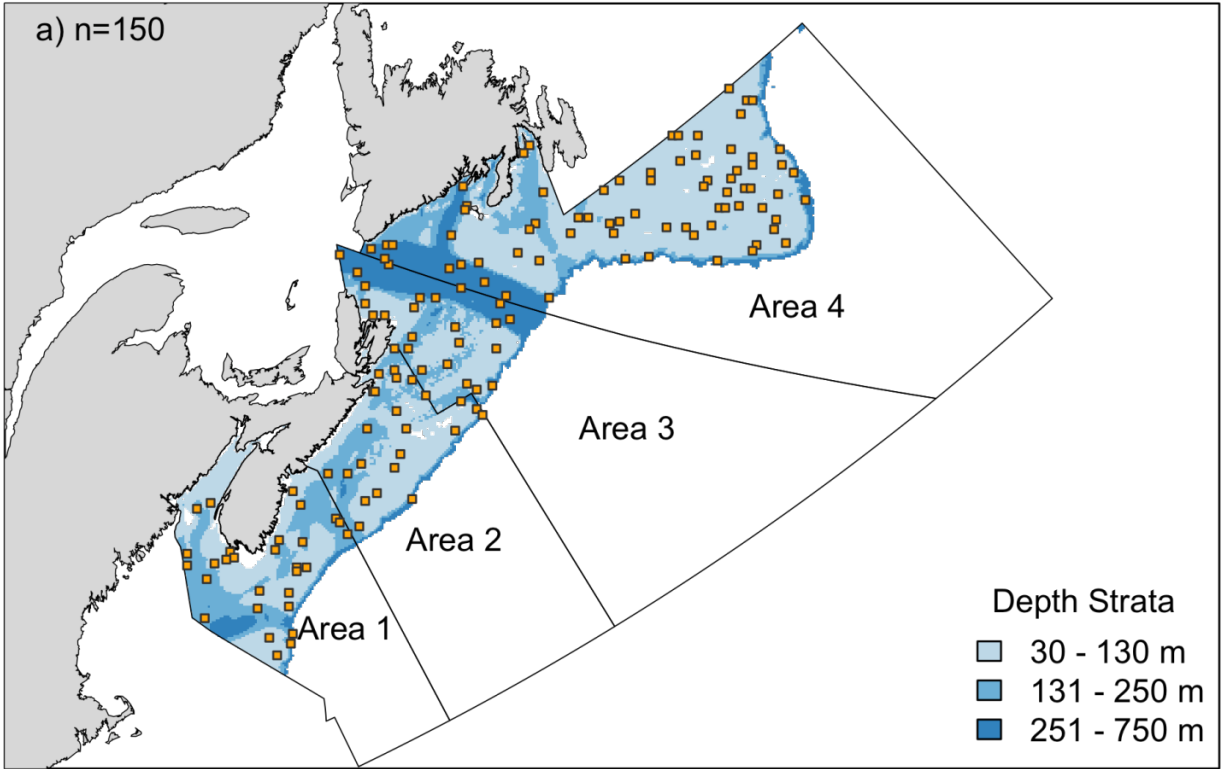 a) n=150
Area 4
Area 3
Area 2
Area 1
Depth Strata
30 - 130 m
131 - 250 m
251 - 750 m